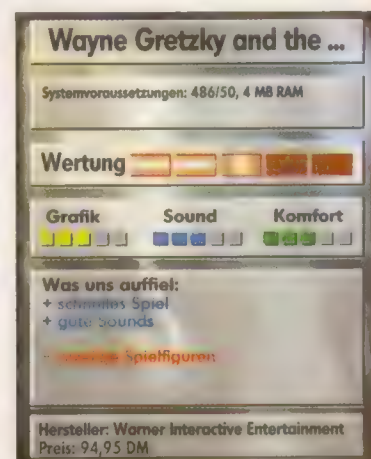 Wayne Gretzky and the ...
Systemvoraussetzungen: 486/50, 4 MB RAM
Wertung
Grafik Sound Komfort
Was uns auffiel:
+ schnelles Spiel
+ gute Sounds
Spielfiguren
Hersteller: Warner Interactive Entertainment
Preis: 94,95 DM